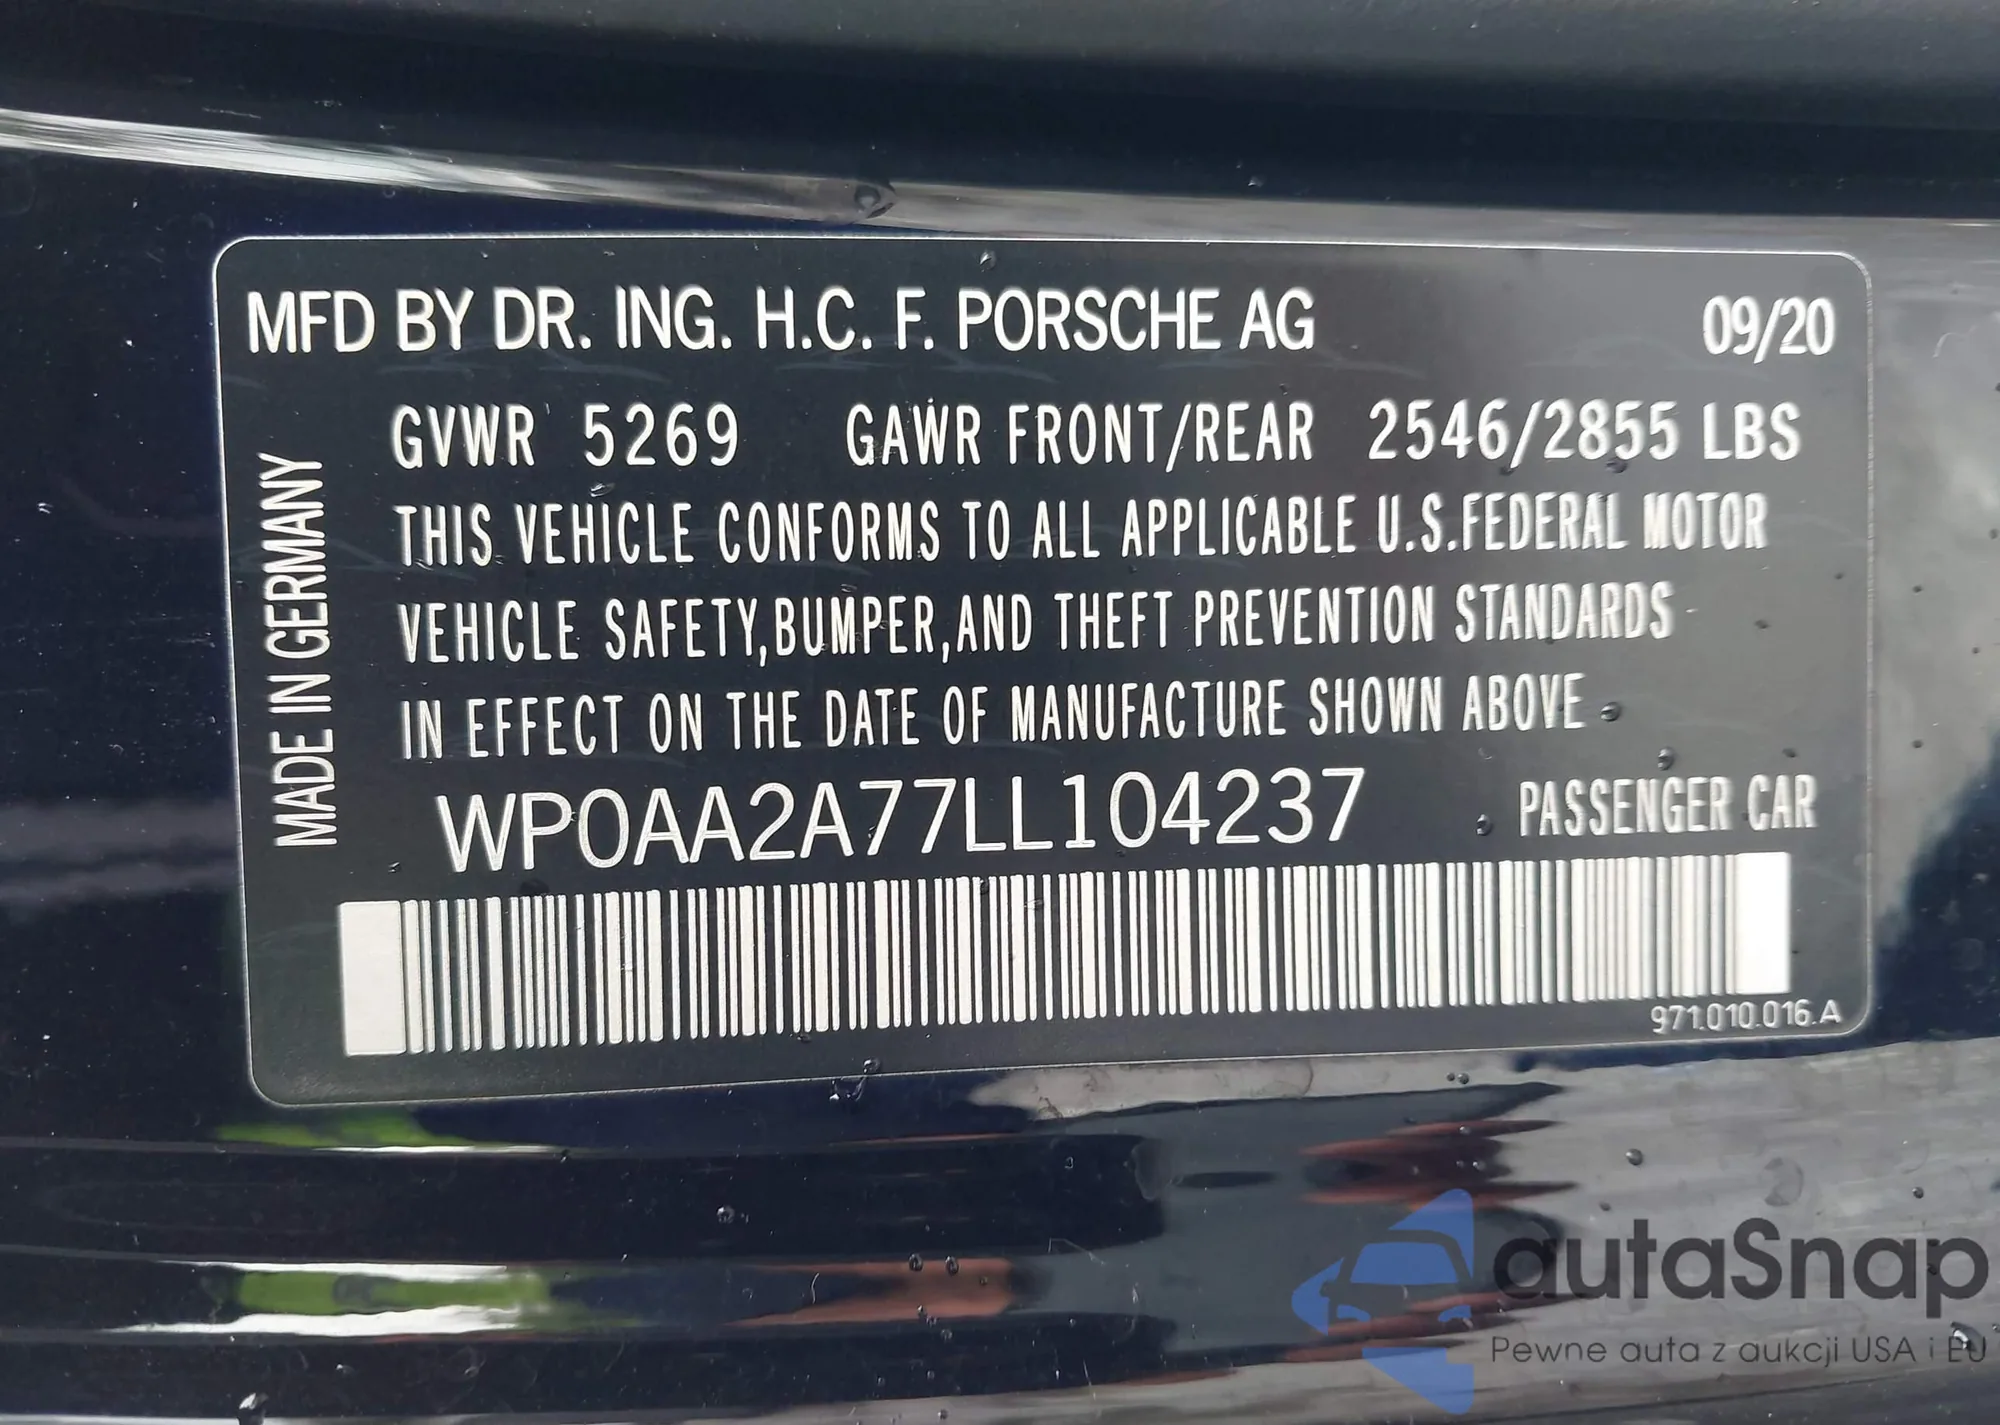 MFD BY DR. ING. H.C. F. PORSCHE AG 09/20
GVWR 5269 GAWR FRONT/REAR 2546/2855 LBS
THIS VEHICLE CONFORMS TO ALL APPLICABLE U.S.FEDERAL MOTOR
VEHICLE SAFETY,BUMPER,AND THEFT PREVENTION STANDARDS
IN EFFECT ON THE DATE OF MANUFACTURE SHOWN ABOVE
MADE IN GERMANY
WP0AA2A77LL104237 PASSENGER CAR
971.010.016.A
autaSnap
Pewne auta z aukcji USA i EU